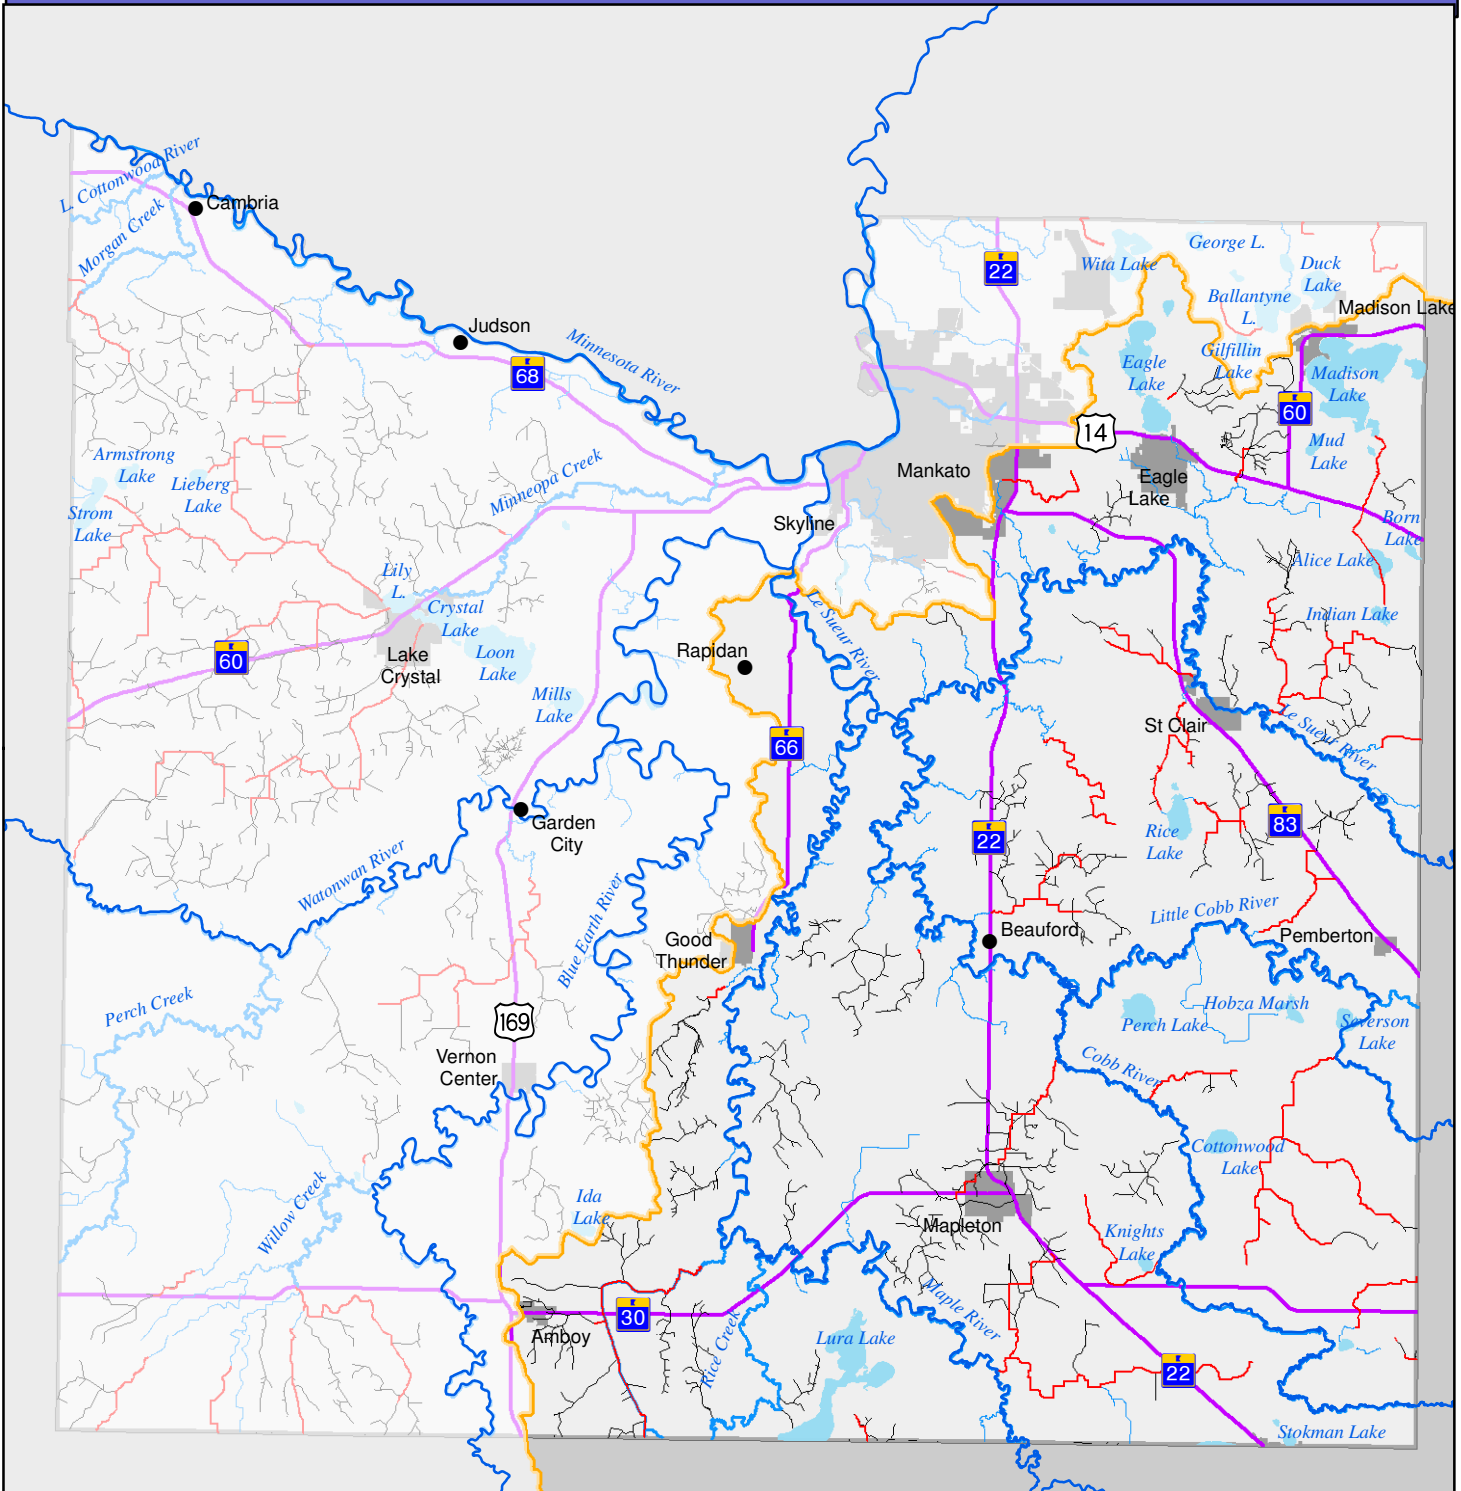 L. Cottonwood River
Cambria
Morgan Creek
George L.
Wita Lake
22
Duck
Lake
Ballantyne
L.
Madison Lake
Judson
Minnesota River
68
Gilfillin
Lake
Eagle
Lake
Madison
Lake
60
14
Mud
Lake
Armstrong
Lake
Lieberg
Lake
Minneopa Creek
Mankato
Eagle
Lake
Strom
Lake
Skyline
Born
Lake
Alice Lake
Lily
L.
Crystal
Lake
Le Sueur River
Indian Lake
60
Lake
Crystal
Loon
Lake
Rapidan
Mills
Lake
St Clair
Le Sueur River
66
Garden
City
22
83
Rice
Lake
Watonwan River
Blue Earth River
Little Cobb River
Beauford
Pemberton
Good
Thunder
Perch Creek
169
Perch Lake
Hobza Marsh
Severson
Lake
Vernon
Center
Cobb River
Cottonwood
Lake
Willow Creek
Ida
Lake
Mapleton
Knights
Lake
30
Amboy
Rice Creek
Lura Lake
Maple River
22
Stokman Lake